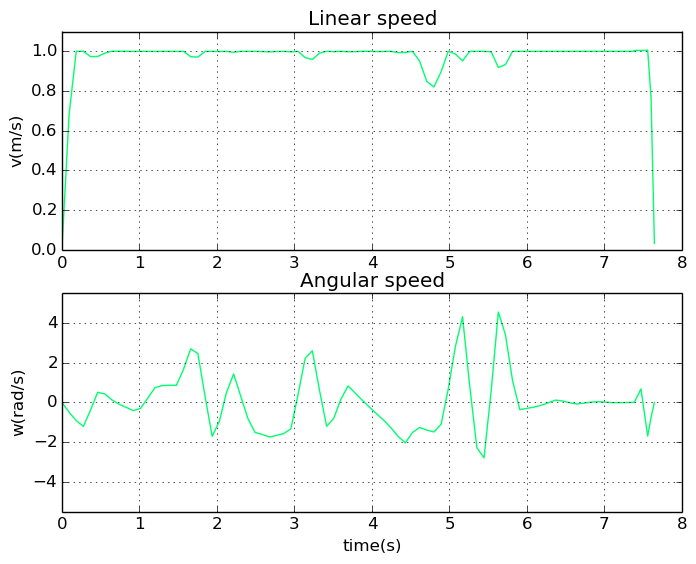 Linear speed
1.0
0.8
0.6
0.4
0.2
0.0
v(m/s)
0 1 2 3 4 5 6 7 8
Angular speed
4
2
0
−2
−4
w(rad/s)
0 1 2 3 4 5 6 7 8
time(s)